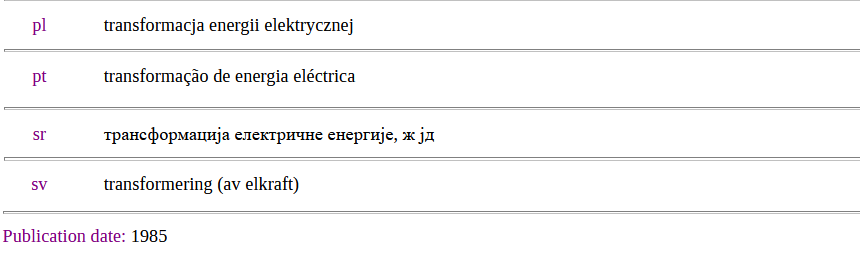 pl transformacja energii elektrycznej
pt transformação de energia eléctrica
sr трансформација електричне енергије, ж јд
sv transformering (av elkraft)
Publication date: 1985